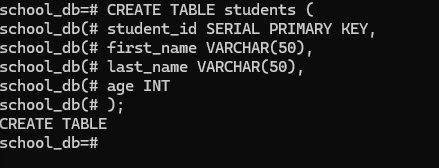 school_db=# CREATE TABLE students (
school_db(# student_id SERIAL PRIMARY KEY,
school_db(# first_name VARCHAR(50),
school_db(# last_name VARCHAR(50),
school_db(# age INT
school_db(# );
CREATE TABLE
school_db=#